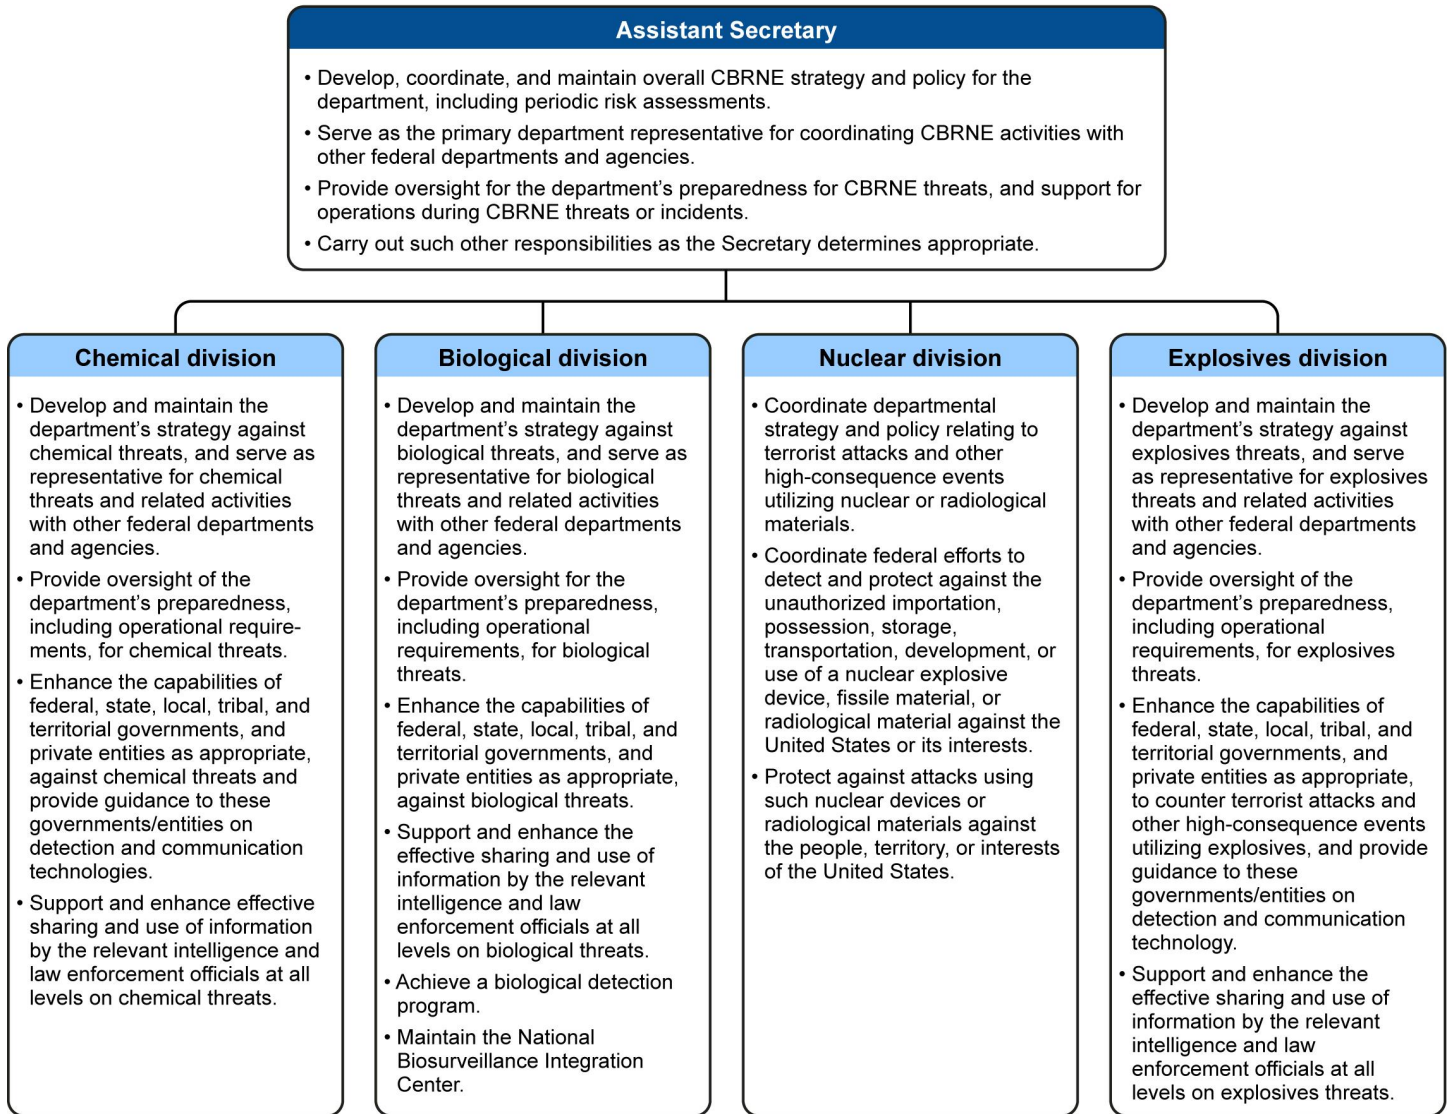 Assistant Secretary
• Develop, coordinate, and maintain overall CBRNE strategy and policy for the
department, including periodic risk assessments.
• Serve as the primary department representative for coordinating CBRNE activities with
other federal departments and agencies.
• Provide oversight for the department’s preparedness for CBRNE threats, and support for
operations during CBRNE threats or incidents.
• Carry out such other responsibilities as the Secretary determines appropriate.
Chemical division
• Develop and maintain the
department’s strategy against
chemical threats, and serve as
representative for chemical
threats and related activities
with other federal departments
and agencies.
• Provide oversight of the
department’s preparedness,
including operational require-
ments, for chemical threats.
• Enhance the capabilities of
federal, state, local, tribal, and
territorial governments, and
private entities as appropriate,
against chemical threats and
provide guidance to these
governments/entities on
detection and communication
technologies.
• Support and enhance effective
sharing and use of information
by the relevant intelligence and
law enforcement officials at all
levels on chemical threats.
Biological division
• Develop and maintain the
department’s strategy against
biological threats, and serve as
representative for biological
threats and related activities
with other federal departments
and agencies.
• Provide oversight for the
department’s preparedness,
including operational
requirements, for biological
threats.
• Enhance the capabilities of
federal, state, local, tribal, and
territorial governments, and
private entities as appropriate,
against biological threats.
• Support and enhance the
effective sharing and use of
information by the relevant
intelligence and law
enforcement officials at all
levels on biological threats.
• Achieve a biological detection
program.
• Maintain the National
Biosurveillance Integration
Center.
Nuclear division
• Coordinate departmental
strategy and policy relating to
terrorist attacks and other
high-consequence events
utilizing nuclear or radiological
materials.
• Coordinate federal efforts to
detect and protect against the
unauthorized importation,
possession, storage,
transportation, development, or
use of a nuclear explosive
device, fissile material, or
radiological material against the
United States or its interests.
• Protect against attacks using
such nuclear devices or
radiological materials against
the people, territory, or interests
of the United States.
Explosives division
• Develop and maintain the
department’s strategy against
explosives threats, and serve
as representative for explosives
threats and related activities
with other federal departments
and agencies.
• Provide oversight of the
department’s preparedness,
including operational
requirements, for explosives
threats.
• Enhance the capabilities of
federal, state, local, tribal, and
territorial governments, and
private entities as appropriate,
to counter terrorist attacks and
other high-consequence events
utilizing explosives, and provide
guidance to these
governments/entities on
detection and communication
technology.
• Support and enhance the
effective sharing and use of
information by the relevant
intelligence and law
enforcement officials at all
levels on explosives threats.